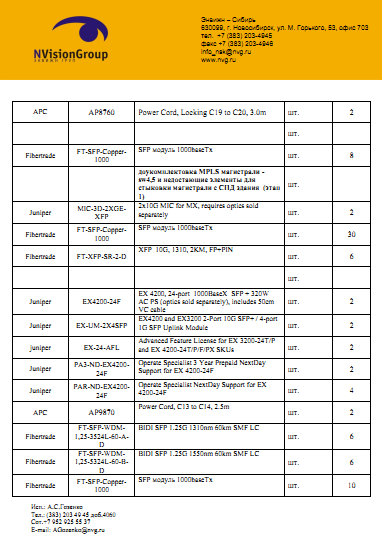 NVisionGroup
ЭНВИЖН ГРУП
Энвижн – Сибирь
630099, г. Новосибирск, ул. М. Горького, 53, офис 703
тел. +7 (383) 203-4945
факс +7 (383) 203-4946
info_nsk@nvg.ru
www.nvg.ru
APC AP8760 Power Cord, Locking C19 to C20, 3.0m шт. 2
шт.
Fibertrade FT-SFP-Copper-1000 SFP модуль 1000baseTx шт. 8
доукомплектовка MPLS магистрали -
sw4,5 и недостающие элементы для
стыковки магистрали с СПД здания (этап
1) шт.
Juniper MIC-3D-2XGE-XFP 2x10G MIC for MX, requires optics sold
separately шт. 2
Fibertrade FT-SFP-Copper-1000 SFP модуль 1000baseTx шт. 30
Fibertrade FT-XFP-SR-2-D XFP 10G, 1310, 2KM, FP+PIN шт. 6
шт.
Juniper EX4200-24F EX 4200, 24-port 1000BaseX SFP + 320W
AC PS (optics sold separately), includes 50cm
VC cable шт. 2
Juniper EX-UM-2X4SFP EX4200 and EX3200 2-Port 10G SFP+ / 4-port
1G SFP Uplink Module шт. 2
Juniper EX-24-AFL Advanced Feature License for EX 3200-24T/P
and EX 4200-24T/P/F/PX SKUs шт. 2
Juniper PA3-ND-EX4200-24F Operate Specialist 3 Year Prepaid NextDay
Support for EX 4200-24F шт. 2
Juniper PAR-ND-EX4200-24F Operate Specialist NextDay Support for EX
4200-24F шт. 4
APC AP9870 Power Cord, C13 to C14, 2.5m шт. 2
Fibertrade FT-SFP-WDM-1,25-3524L-60-A-D BIDI SFP 1.25G 1310nm 60km SMF LC шт. 6
Fibertrade FT-SFP-WDM-1,25-5324L-60-B-D BIDI SFP 1.25G 1550nm 60km SMF LC шт. 6
Fibertrade FT-SFP-Copper-1000 SFP модуль 1000baseTx шт. 10
Тел.: (383) 203 49 45 доб.4060
Сот.+7 952 925 55 37